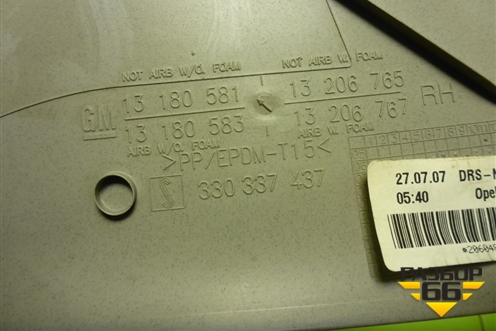 NOT AIRB W/O. FOAM NOT AIRB W. FOAM
GM 13 180 581 13 206 765
13 180 583 13 206 767 RH
AIRB W/O. FOAM AIRB W. FOAM
>PP/EPDM-T15<
330 337 437
27.07.07 DRS-
05:40 Opel
РАЗБОР
66